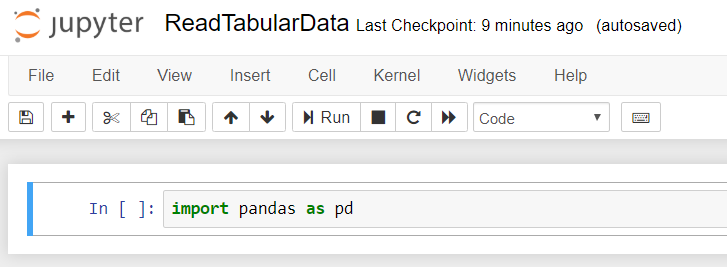 jupyter ReadTabularData Last Checkpoint: 9 minutes ago (autosaved)
File Edit View Insert Cell Kernel Widgets Help
Run Code
In [ ]: import pandas as pd